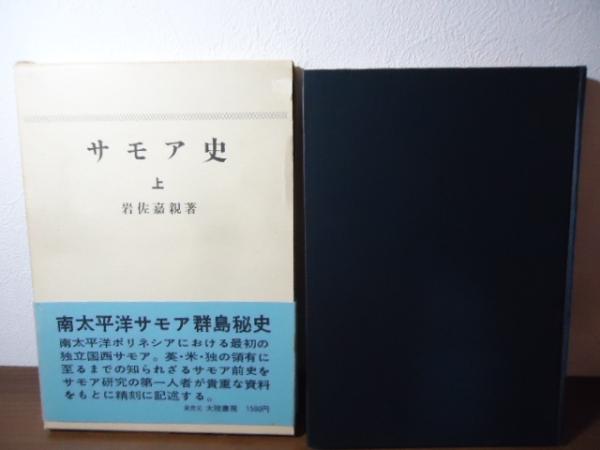 サモア史
上
岩佐嘉親著
南太平洋サモア群島秘史
南太平洋ポリネシアにおける最初の
独立国西サモア。英・米・独の領有に
至るまでの知られざるサモア前史を
サモア研究の第一人者が貴重な資料
をもとに精刻に記述する。
発売元 大陸書房 1500円